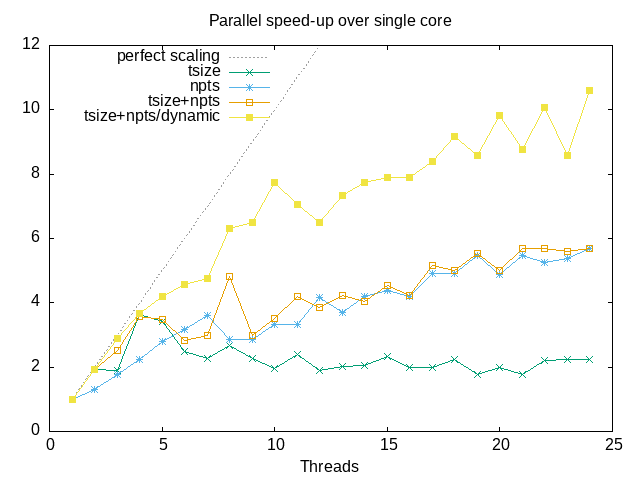 Parallel speed-up over single core
12
perfect scaling
tsize
npts
tsize+npts
tsize+npts/dynamic
10
8
6
4
2
0
0 5 10 15 20 25
Threads